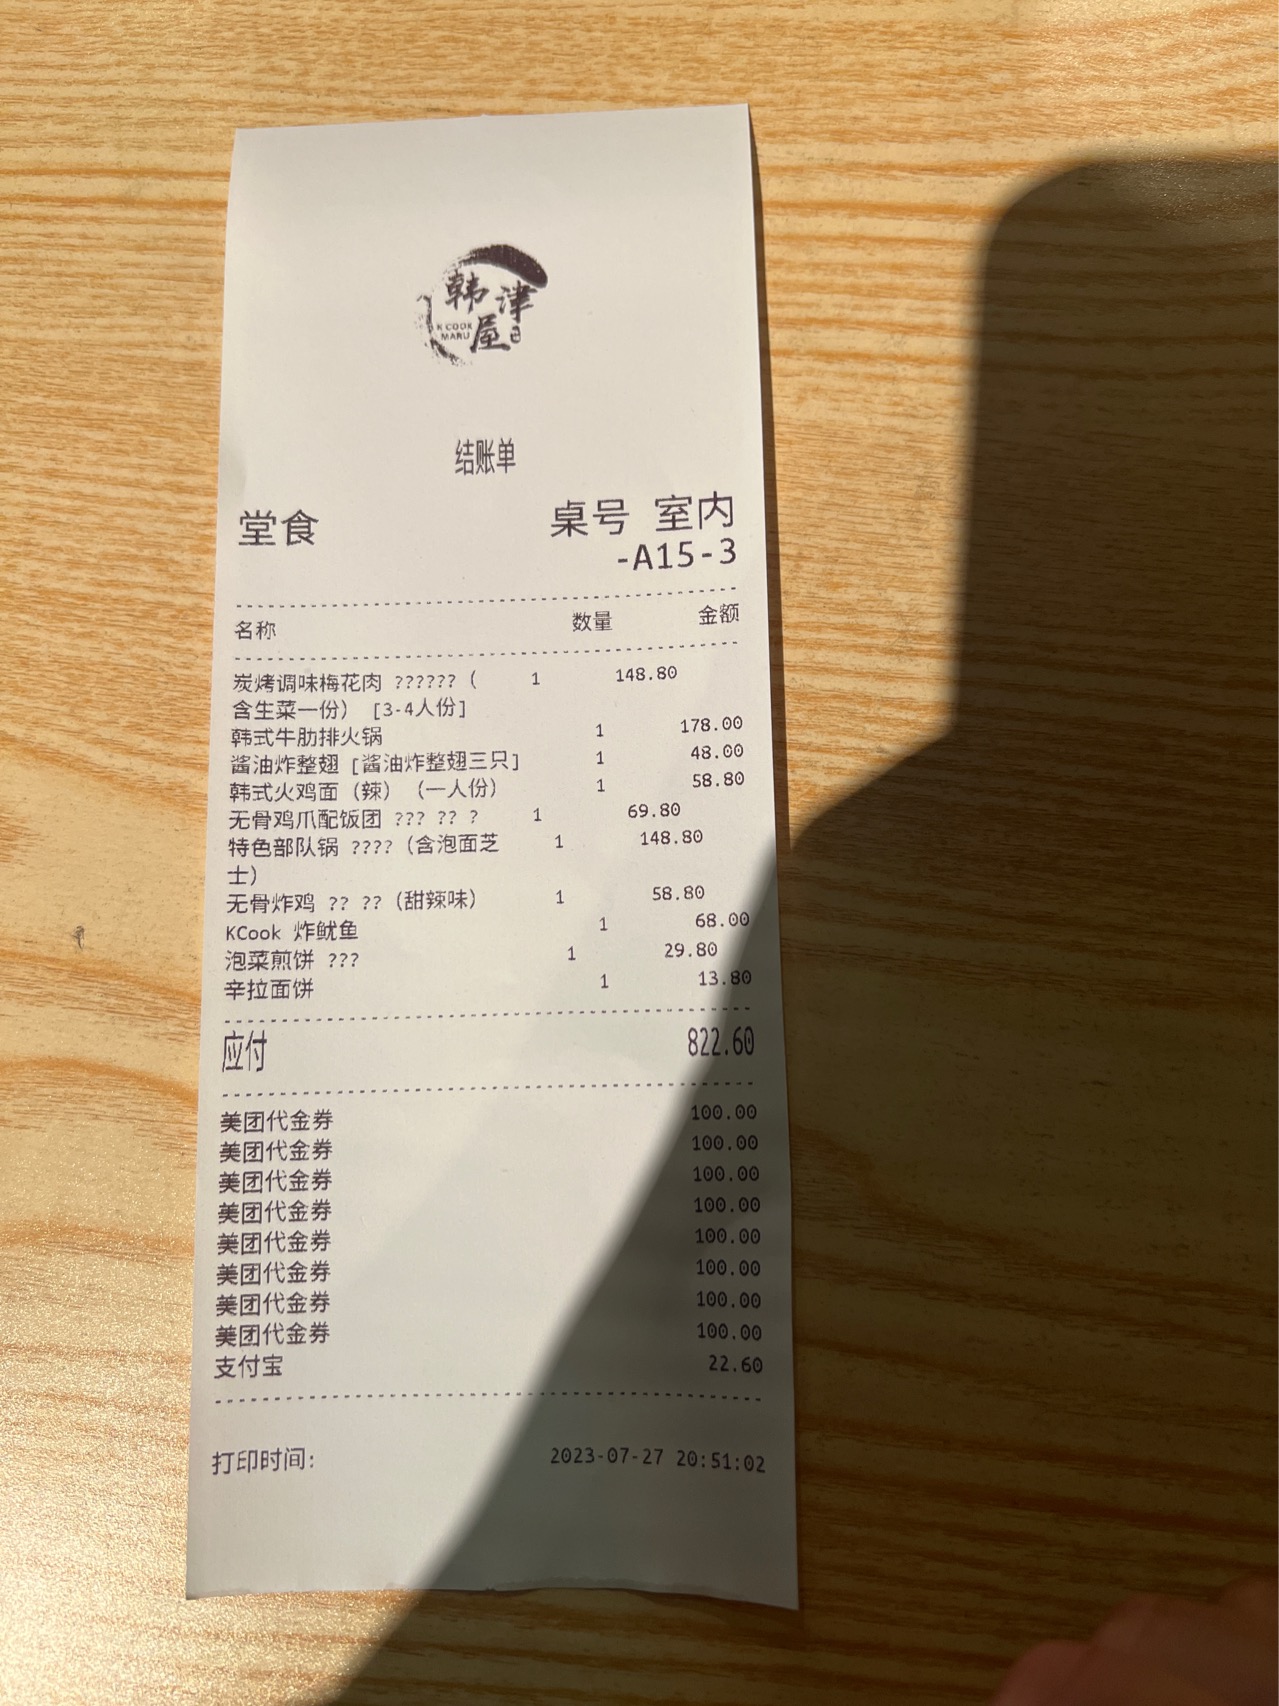 韩津
屋
K COOK
MARU
结账单
堂食 桌号 室内
-A15-3
名称 数量 金额
炭烤调味梅花肉 ?????? ( 1 148.80
含生菜一份） [3-4人份]
韩式牛肋排火锅 1 178.00
酱油炸整翅 [酱油炸整翅三只] 1 48.00
韩式火鸡面（辣）（一人份） 1 58.80
无骨鸡爪配饭团 ??? ?? ? 1 69.80
特色部队锅 ????（含泡面芝 1 148.80
士）
无骨炸鸡 ?? ??（甜辣味） 1 58.80
KCook 炸鱿鱼 1 68.00
泡菜煎饼 ??? 1 29.80
辛拉面饼 1 13.80
应付 822.60
美团代金券 100.00
美团代金券 100.00
美团代金券 100.00
美团代金券 100.00
美团代金券 100.00
美团代金券 100.00
美团代金券 100.00
美团代金券 100.00
支付宝 22.60
打印时间: 2023-07-27 20:51:02